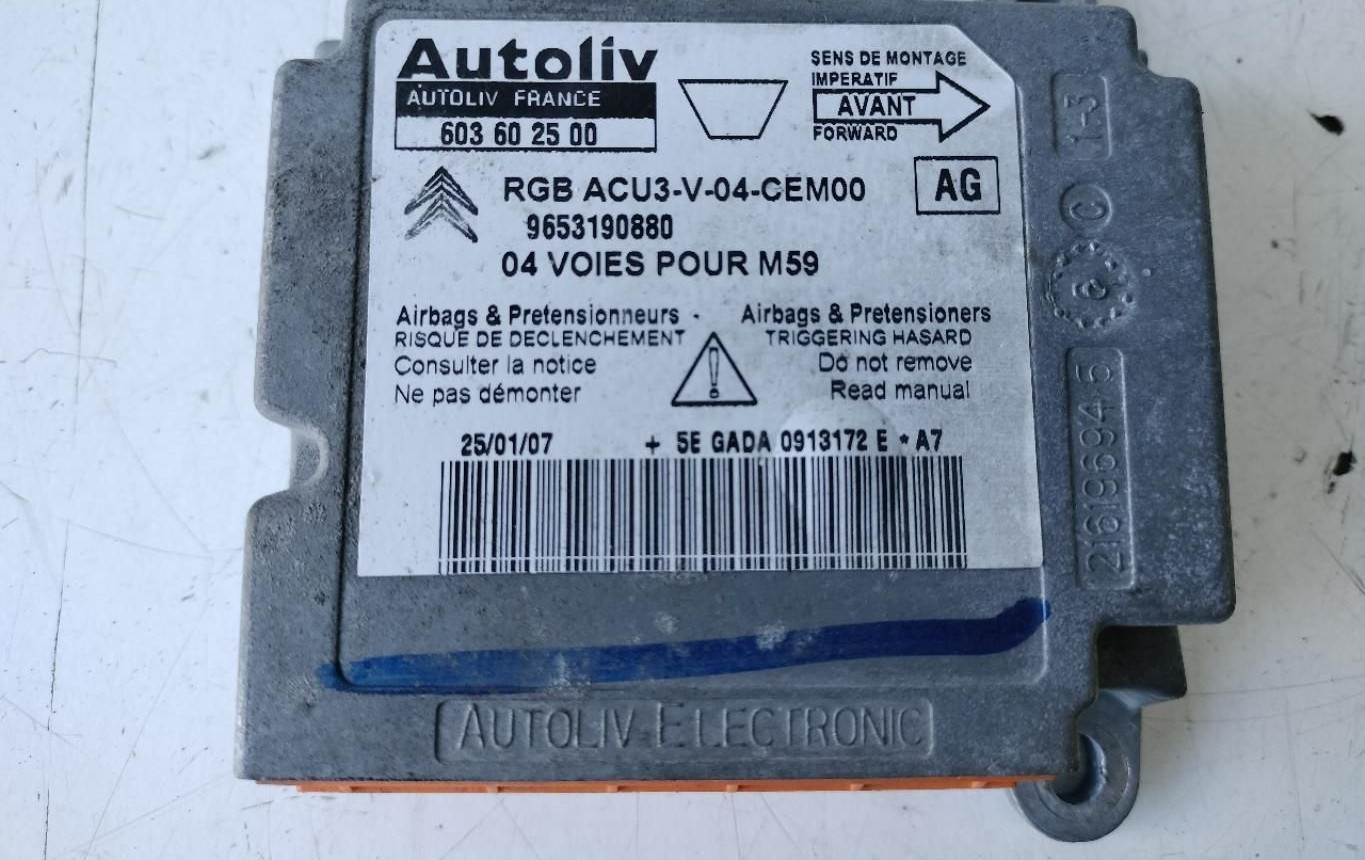 Autoliv
AUTOLIV FRANCE
603 60 25 00
SENS DE MONTAGE
IMPERATIF
AVANT
FORWARD
RGB ACU3-V-04-CEM00
AG
9653190880
04 VOIES POUR M59
Airbags & Pretensionneurs -
RISQUE DE DECLENCHEMENT
Consulter la notice
Ne pas démonter
Airbags & Pretensioners
TRIGGERING HASARD
Do not remove
Read manual
25/01/07 + 5E GADA 0913172 E * A7
1-3
C
21619694-5
AUTOLIV ELECTRONIC